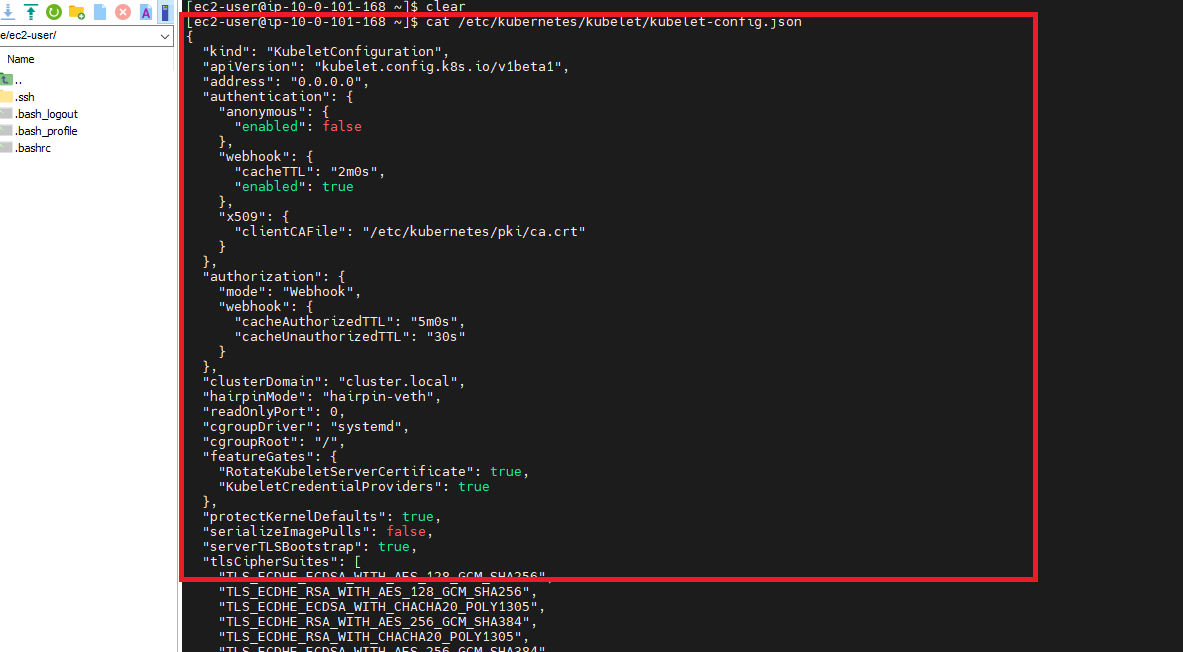 e/ec2-user/
Name
..
.ssh
.bash_logout
.bash_profile
.bashrc
[ec2-user@ip-10-0-101-168 ~]$ clear
[ec2-user@ip-10-0-101-168 ~]$ cat /etc/kubernetes/kubelet/kubelet-config.json
{
  "kind": "KubeletConfiguration",
  "apiVersion": "kubelet.config.k8s.io/v1beta1",
  "address": "0.0.0.0",
  "authentication": {
    "anonymous": {
      "enabled": false
    },
    "webhook": {
      "cacheTTL": "2m0s",
      "enabled": true
    },
    "x509": {
      "clientCAFile": "/etc/kubernetes/pki/ca.crt"
    }
  },
  "authorization": {
    "mode": "Webhook",
    "webhook": {
      "cacheAuthorizedTTL": "5m0s",
      "cacheUnauthorizedTTL": "30s"
    }
  },
  "clusterDomain": "cluster.local",
  "hairpinMode": "hairpin-veth",
  "readOnlyPort": 0,
  "cgroupDriver": "systemd",
  "cgroupRoot": "/",
  "featureGates": {
    "RotateKubeletServerCertificate": true,
    "KubeletCredentialProviders": true
  },
  "protectKernelDefaults": true,
  "serializeImagePulls": false,
  "serverTLSBootstrap": true,
  "tlsCipherSuites": [
    "TLS_ECDHE_ECDSA_WITH_AES_128_GCM_SHA256",
    "TLS_ECDHE_RSA_WITH_AES_128_GCM_SHA256",
    "TLS_ECDHE_ECDSA_WITH_CHACHA20_POLY1305",
    "TLS_ECDHE_RSA_WITH_AES_256_GCM_SHA384",
    "TLS_ECDHE_RSA_WITH_CHACHA20_POLY1305",
    "TLS_ECDHE_ECDSA_WITH_AES_256_GCM_SHA384"